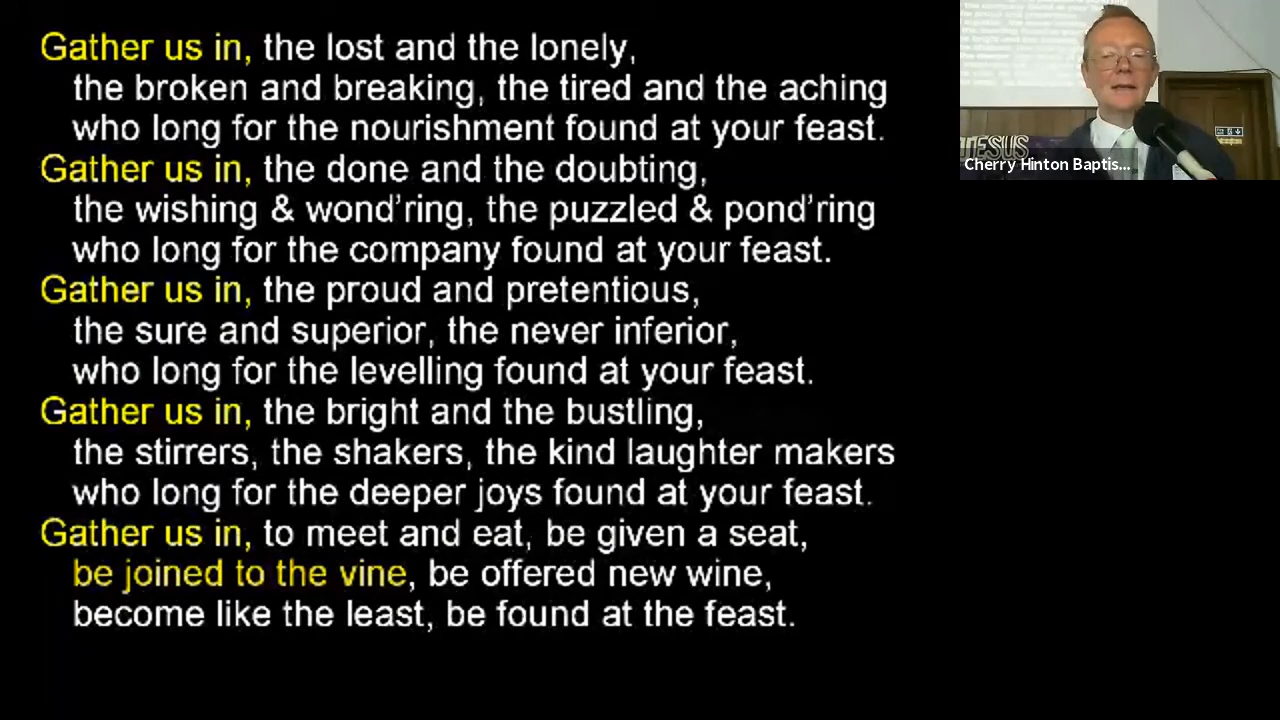 Gather us in, the lost and the lonely,
the broken and breaking, the tired and the aching
who long for the nourishment found at your feast.
Gather us in, the done and the doubting,
the wishing & wond’ring, the puzzled & pond’ring
who long for the company found at your feast.
Gather us in, the proud and pretentious,
the sure and superior, the never inferior,
who long for the levelling found at your feast.
Gather us in, the bright and the bustling,
the stirrers, the shakers, the kind laughter makers
who long for the deeper joys found at your feast.
Gather us in, to meet and eat, be given a seat,
be joined to the vine, be offered new wine,
become like the least, be found at the feast.
JESUS
Cherry Hinton Baptis...